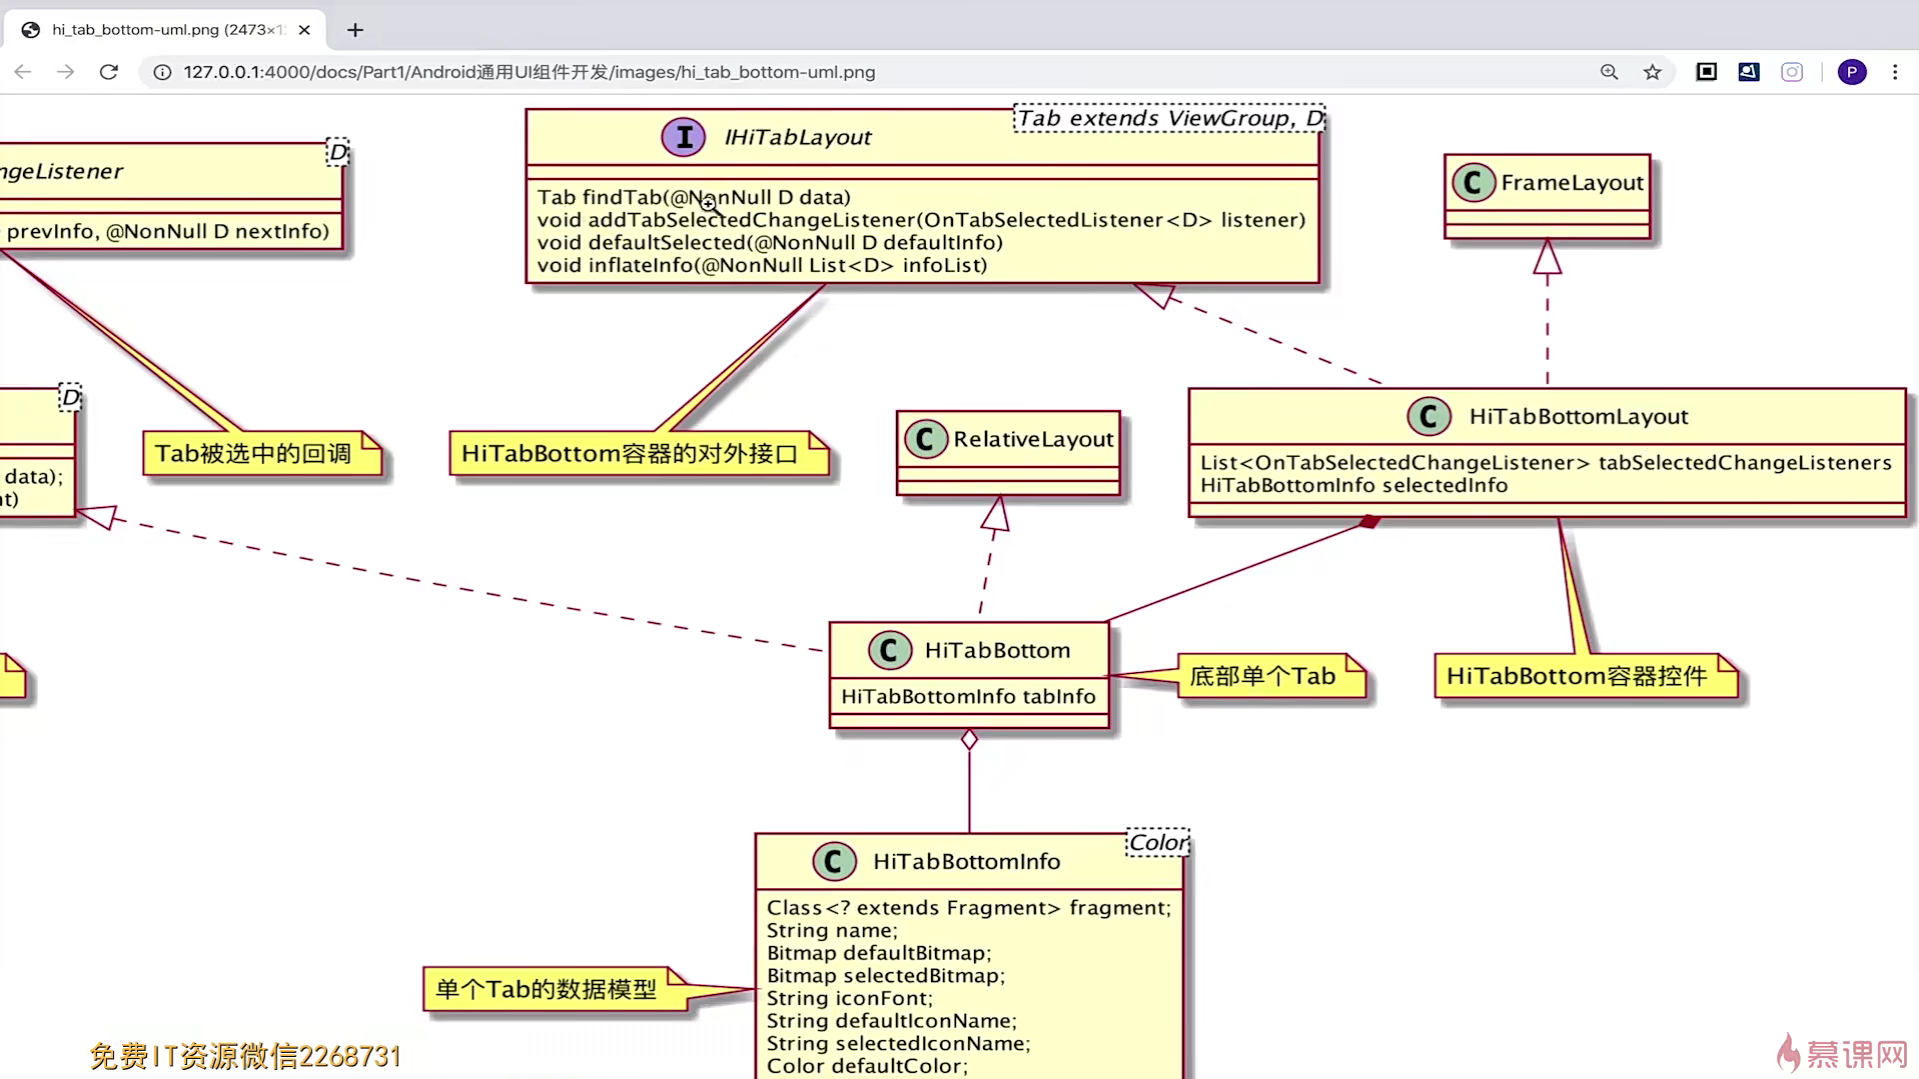 hi_tab_bottom-uml.png (2473×1
127.0.0.1:4000/docs/Part1/Android通用UI组件开发/images/hi_tab_bottom-uml.png
P
D
ngeListener
prevInfo, @NonNull D nextInfo)
Tab extends ViewGroup, D
I IHiTabLayout
Tab findTab(@NonNull D data)
void addTabSelectedChangeListener(OnTabSelectedListener<D> listener)
void defaultSelected(@NonNull D defaultInfo)
void inflateInfo(@NonNull List<D> infoList)
C FrameLayout
D
data);
nt)
Tab被选中的回调
HiTabBottom容器的对外接口
C RelativeLayout
C HiTabBottomLayout
List<OnTabSelectedChangeListener> tabSelectedChangeListeners
HiTabBottomInfo selectedInfo
C HiTabBottom
HiTabBottomInfo tabInfo
底部单个Tab
HiTabBottom容器控件
Color
C HiTabBottomInfo
Class<? extends Fragment> fragment;
String name;
Bitmap defaultBitmap;
Bitmap selectedBitmap;
String iconFont;
String defaultIconName;
String selectedIconName;
Color defaultColor;
单个Tab的数据模型
免费IT资源微信2268731
慕课网